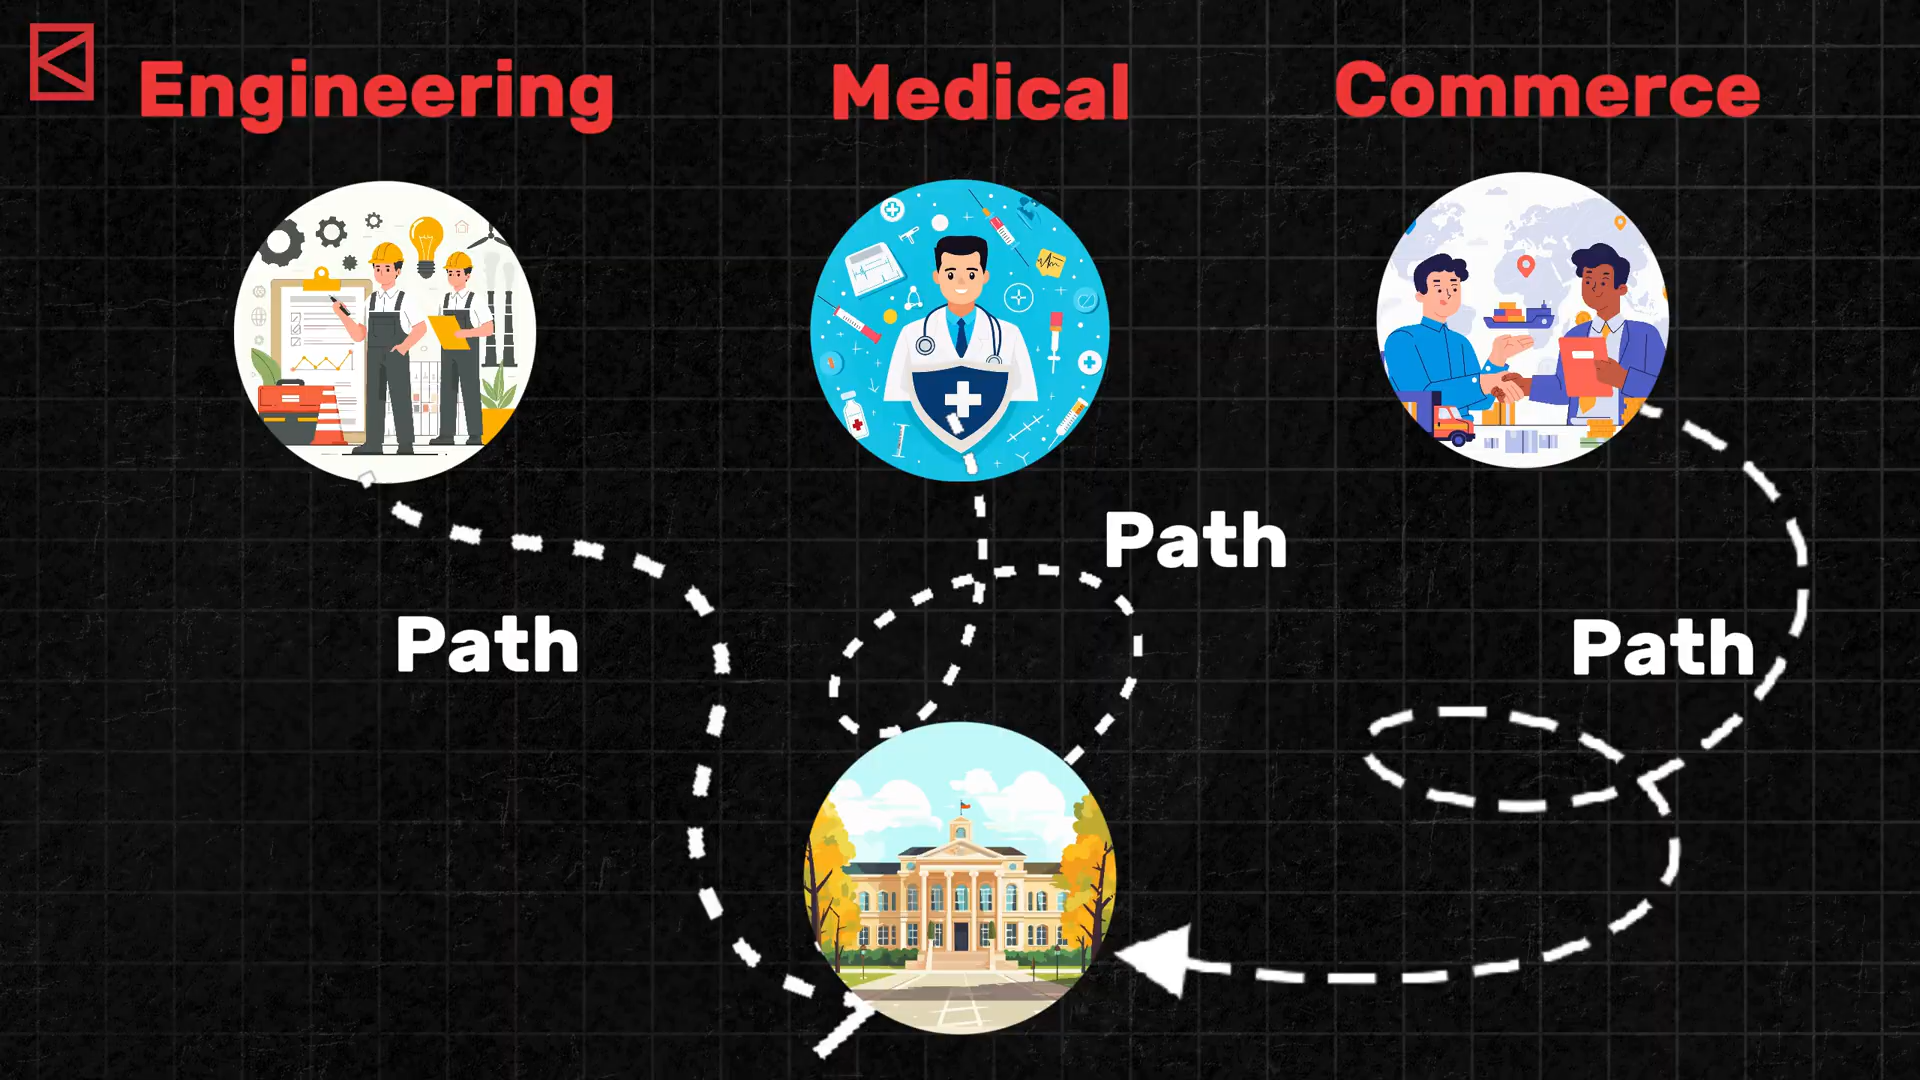 Engineering
Medical
Commerce
Path
Path
Path